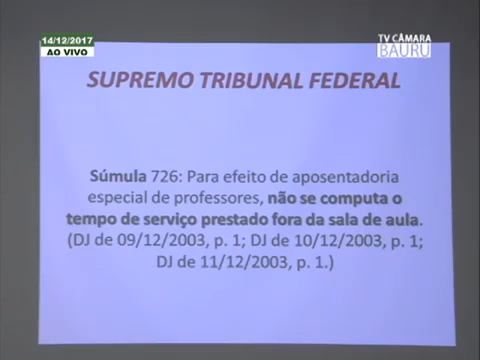 14/12/2017
AO VIVO
TV CÂMARA
BAURU
SUPREMO TRIBUNAL FEDERAL
Súmula 726: Para efeito de aposentadoria
especial de professores, não se computa o
tempo de serviço prestado fora da sala de aula.
(DJ de 09/12/2003, p. 1; DJ de 10/12/2003, p. 1;
DJ de 11/12/2003, p. 1.)